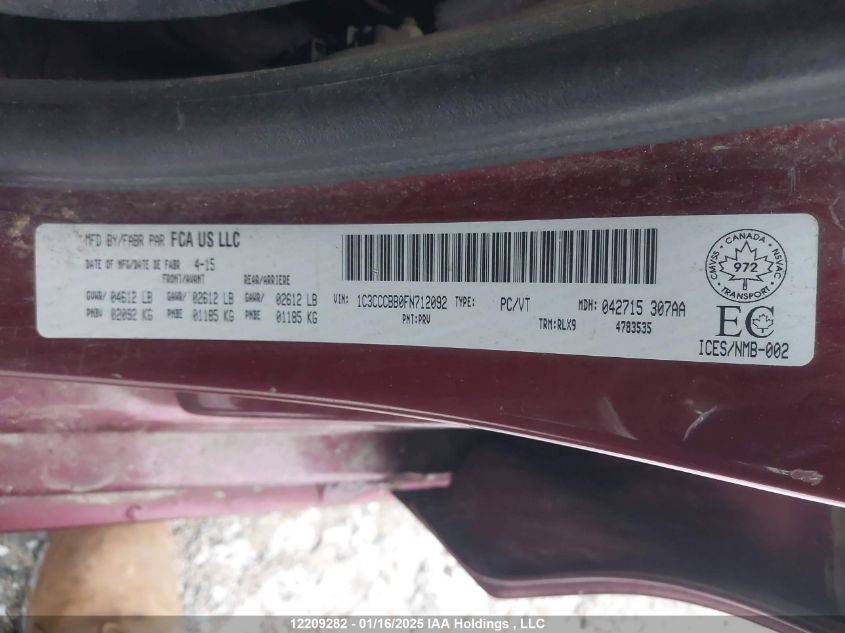 MFD BY/FABR PAR FCA US LLC
DATE OF MFG/DATE DE FABR 4-15
FRONT/AVANT REAR/ARRIERE
GVWR/ 04612 LB GAWR/ 02612 LB GAWR/ 02612 LB
PNBV 02092 KG PNBE 01185 KG PNBE 01185 KG
VIN: 1C3CCCBB0FN712092 TYPE: PC/VT MDH: 042715 307AA
PNT:PRV TRM:RLX9 4783535
CANADA
CMVSS 972 NSVAC
TRANSPORT
EC
ICES/NMB-002
12209282 - 01/16/2025 IAA Holdings, LLC